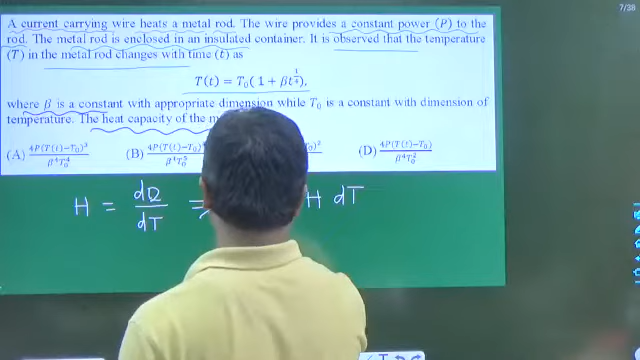 7/38
A current carrying wire heats a metal rod. The wire provides a constant power (P) to the
rod. The metal rod is enclosed in an insulated container. It is observed that the temperature
(T) in the metal rod changes with time (t) as
T(t) = T₀( 1 + βt^(1/4)),
where β is a constant with appropriate dimension while T₀ is a constant with dimension of
temperature. The heat capacity of the
(A) 4P(T(t)−T₀)³/β⁴T₀⁴ (B) 4P(T(t)−T₀) β⁴T₀⁵ )² (D) 4P(T(t)−T₀)/β⁴T₀²
H = dQ/dT ⇒ H dT